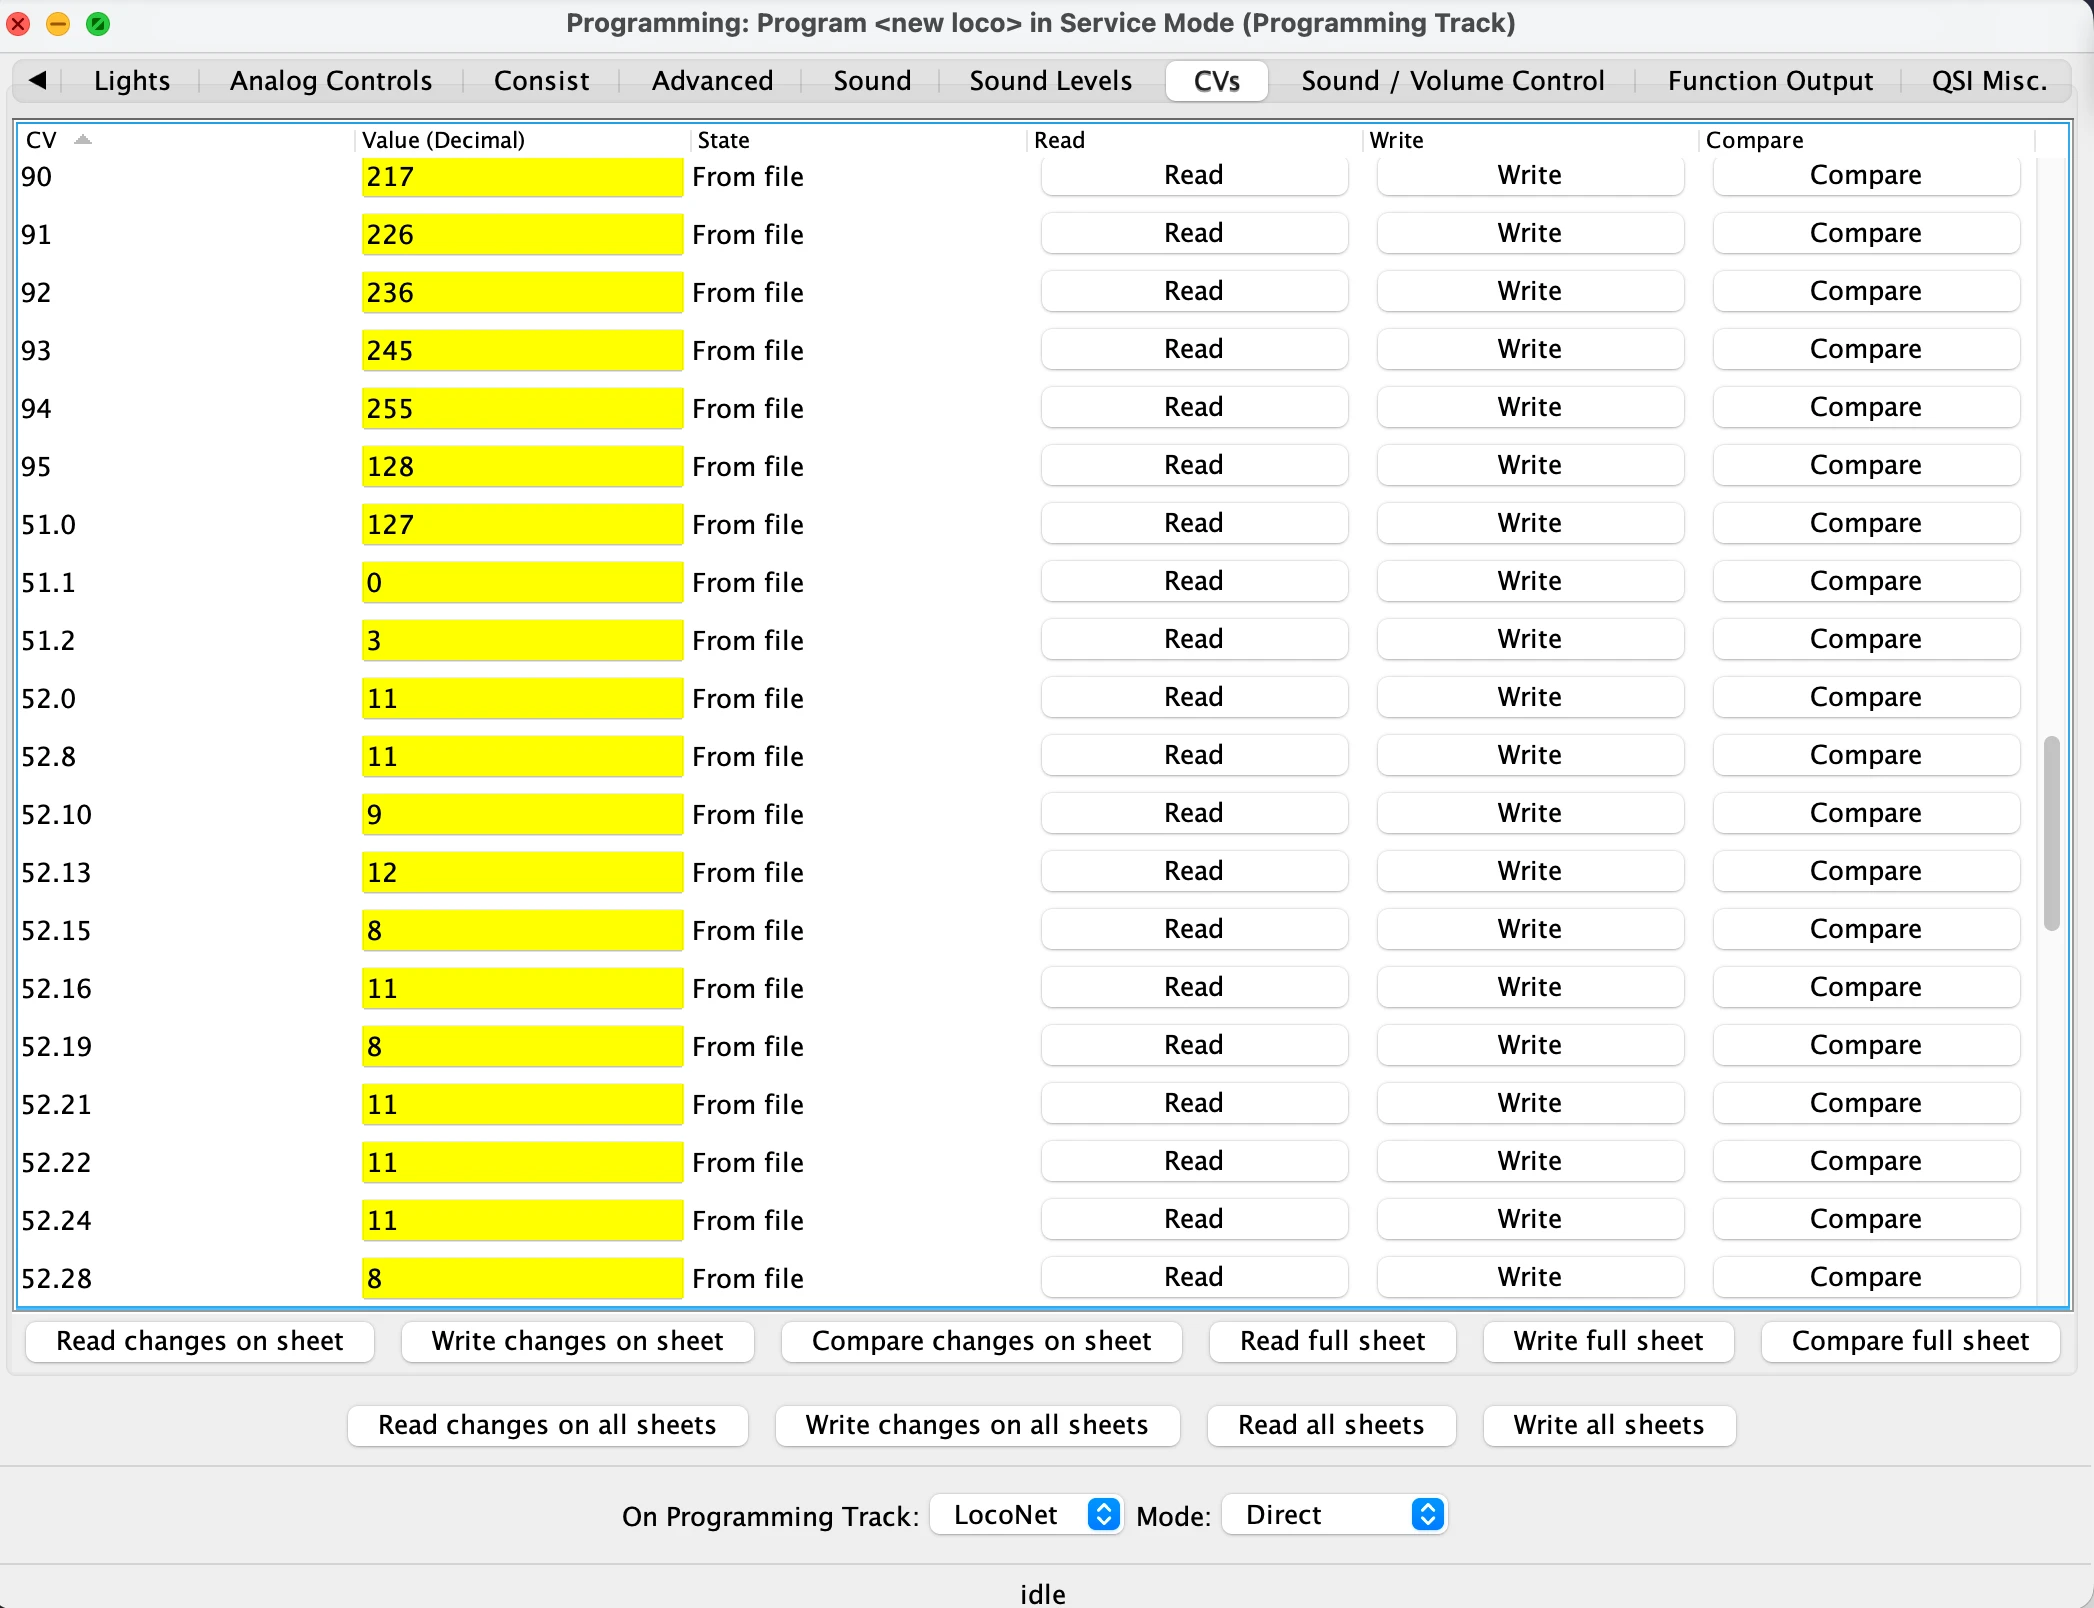 Programming: Program <new loco> in Service Mode (Programming Track)
Lights Analog Controls Consist Advanced Sound Sound Levels CVs Sound / Volume Control Function Output QSI Misc.
CV Value (Decimal) State Read Write Compare
90 217 From file Read Write Compare
91 226 From file Read Write Compare
92 236 From file Read Write Compare
93 245 From file Read Write Compare
94 255 From file Read Write Compare
95 128 From file Read Write Compare
51.0 127 From file Read Write Compare
51.1 0 From file Read Write Compare
51.2 3 From file Read Write Compare
52.0 11 From file Read Write Compare
52.8 11 From file Read Write Compare
52.10 9 From file Read Write Compare
52.13 12 From file Read Write Compare
52.15 8 From file Read Write Compare
52.16 11 From file Read Write Compare
52.19 8 From file Read Write Compare
52.21 11 From file Read Write Compare
52.22 11 From file Read Write Compare
52.24 11 From file Read Write Compare
52.28 8 From file Read Write Compare
Read changes on sheet Write changes on sheet Compare changes on sheet Read full sheet Write full sheet Compare full sheet
Read changes on all sheets Write changes on all sheets Read all sheets Write all sheets
On Programming Track: LocoNet Mode: Direct
idle